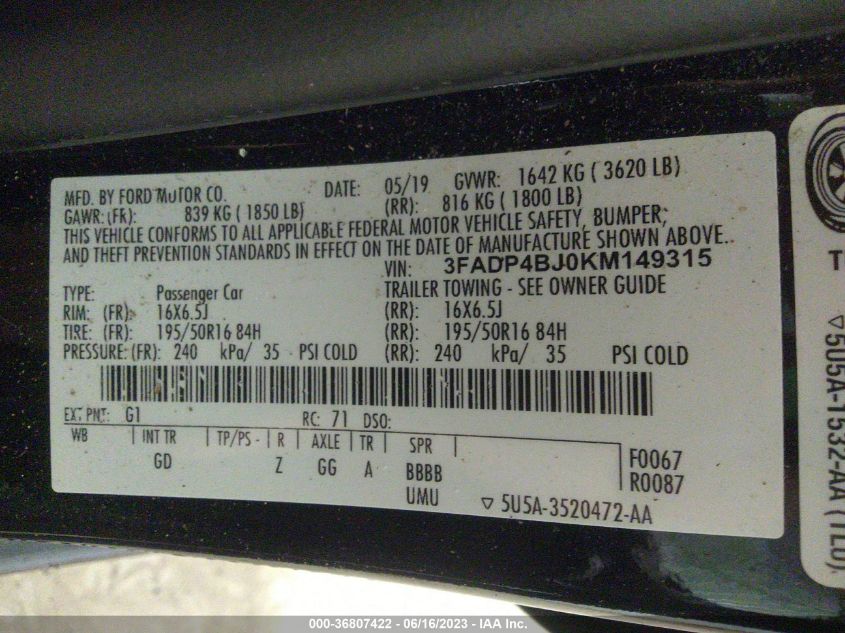 MFD. BY FORD MOTOR CO. DATE: 05/19 GVWR: 1642 KG ( 3620 LB)
GAWR: (FR): 839 KG ( 1850 LB) (RR): 816 KG ( 1800 LB)
THIS VEHICLE CONFORMS TO ALL APPLICABLE FEDERAL MOTOR VEHICLE SAFETY, BUMPER,
AND THEFT PREVENTION STANDARDS IN EFFECT ON THE DATE OF MANUFACTURE SHOWN ABOVE.
VIN: 3FADP4BJ0KM149315
TYPE: Passenger Car TRAILER TOWING - SEE OWNER GUIDE
RIM: (FR): 16X6.5J (RR): 16X6.5J
TIRE: (FR): 195/50R16 84H (RR): 195/50R16 84H
PRESSURE: (FR): 240 kPa/ 35 PSI COLD (RR): 240 kPa/ 35 PSI COLD
EXT PNT: G1 RC: 71 DSO:
WB INT TR TP/PS - R AXLE TR SPR
GD Z GG A BBBB F0067
UMU R0087
▽ 5U5A-3520472-AA
▽5U5A-1532-AA (TEU)
000-36807422 - 06/16/2023 - IAA Inc.